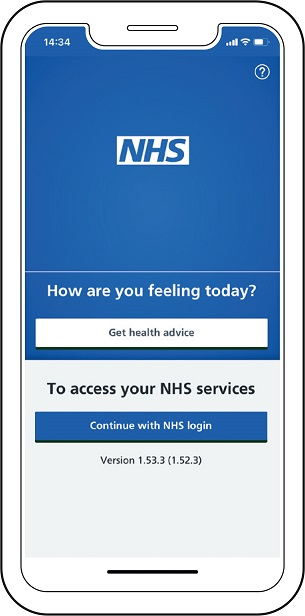 14:34
?
NHS
How are you feeling today?
Get health advice
To access your NHS services
Continue with NHS login
Version 1.53.3 (1.52.3)